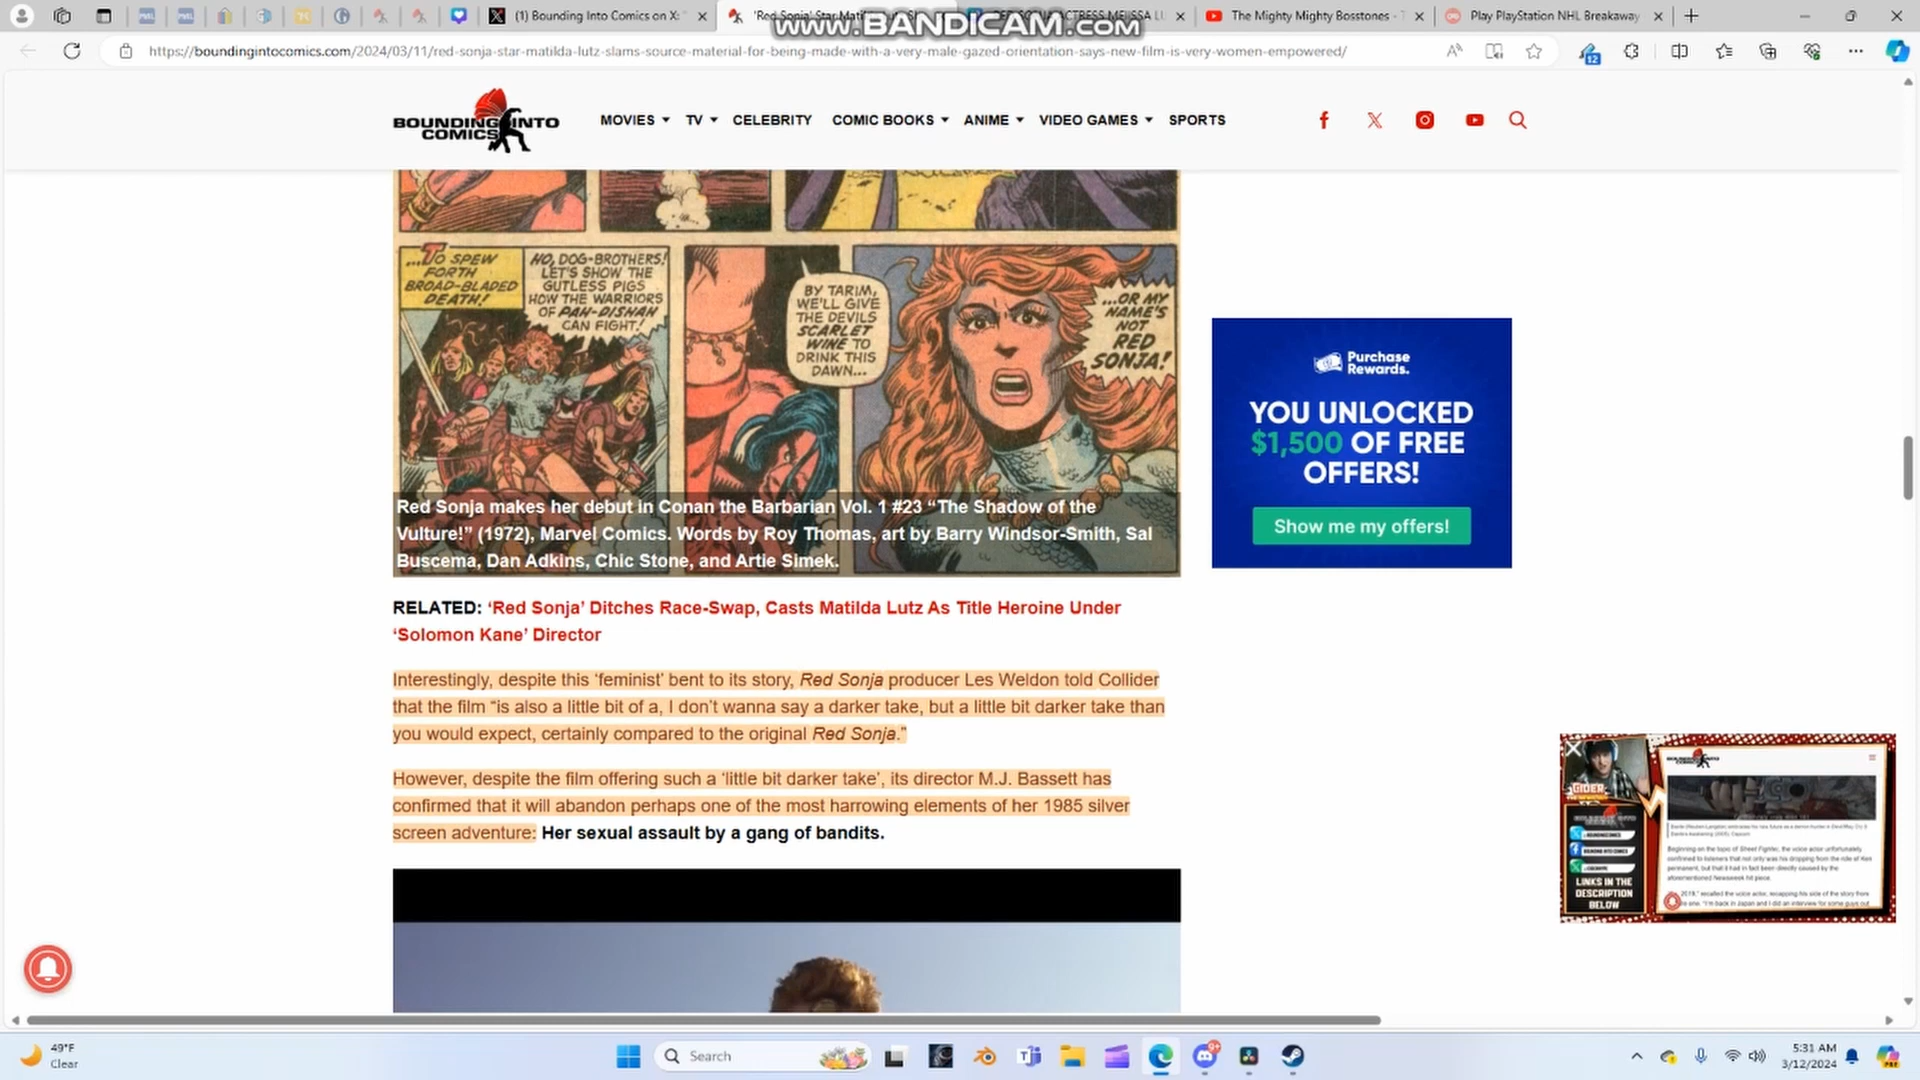 (1) Bounding Into Comics on X: "
'Red Sonja' Star Mati
The Mighty Mighty Bosstones - T
Play PlayStation NHL Breakaway
www.BANDICAM.com
https://boundingintocomics.com/2024/03/11/red-sonja-star-matilda-lutz-slams-source-material-for-being-made-with-a-very-male-gazed-orientation-says-new-film-is-very-women-empowered/
12
BOUNDING INTO
COMICS
MOVIES TV CELEBRITY COMIC BOOKS ANIME VIDEO GAMES SPORTS
...TO SPEW
FORTH
BROAD-BLADED
DEATH!
HO, DOG-BROTHERS!
LET'S SHOW THE
GUTLESS PIGS
HOW THE WARRIORS
OF PAH-DISHAH
CAN FIGHT!
BY TARIM,
WE'LL GIVE
THE DEVILS
SCARLET
WINE TO
DRINK THIS
DAWN...
...OR MY
NAME'S
NOT
RED
SONJA!
Red Sonja makes her debut in Conan the Barbarian Vol. 1 #23 “The Shadow of the
Vulture!” (1972), Marvel Comics. Words by Roy Thomas, art by Barry Windsor-Smith, Sal
Buscema, Dan Adkins, Chic Stone, and Artie Simek.
Purchase
Rewards.
YOU UNLOCKED
$1,500 OF FREE
OFFERS!
Show me my offers!
RELATED: ‘Red Sonja’ Ditches Race-Swap, Casts Matilda Lutz As Title Heroine Under
‘Solomon Kane’ Director
Interestingly, despite this ‘feminist’ bent to its story, Red Sonja producer Les Weldon told Collider
that the film “is also a little bit of a, I don’t wanna say a darker take, but a little bit darker take than
you would expect, certainly compared to the original Red Sonja.”
However, despite the film offering such a ‘little bit darker take’, its director M.J. Bassett has
confirmed that it will abandon perhaps one of the most harrowing elements of her 1985 silver
screen adventure: Her sexual assault by a gang of bandits.
LINKS IN THE
DESCRIPTION
BELOW
49°F
Clear
Search
9+
5:31 AM
3/12/2024